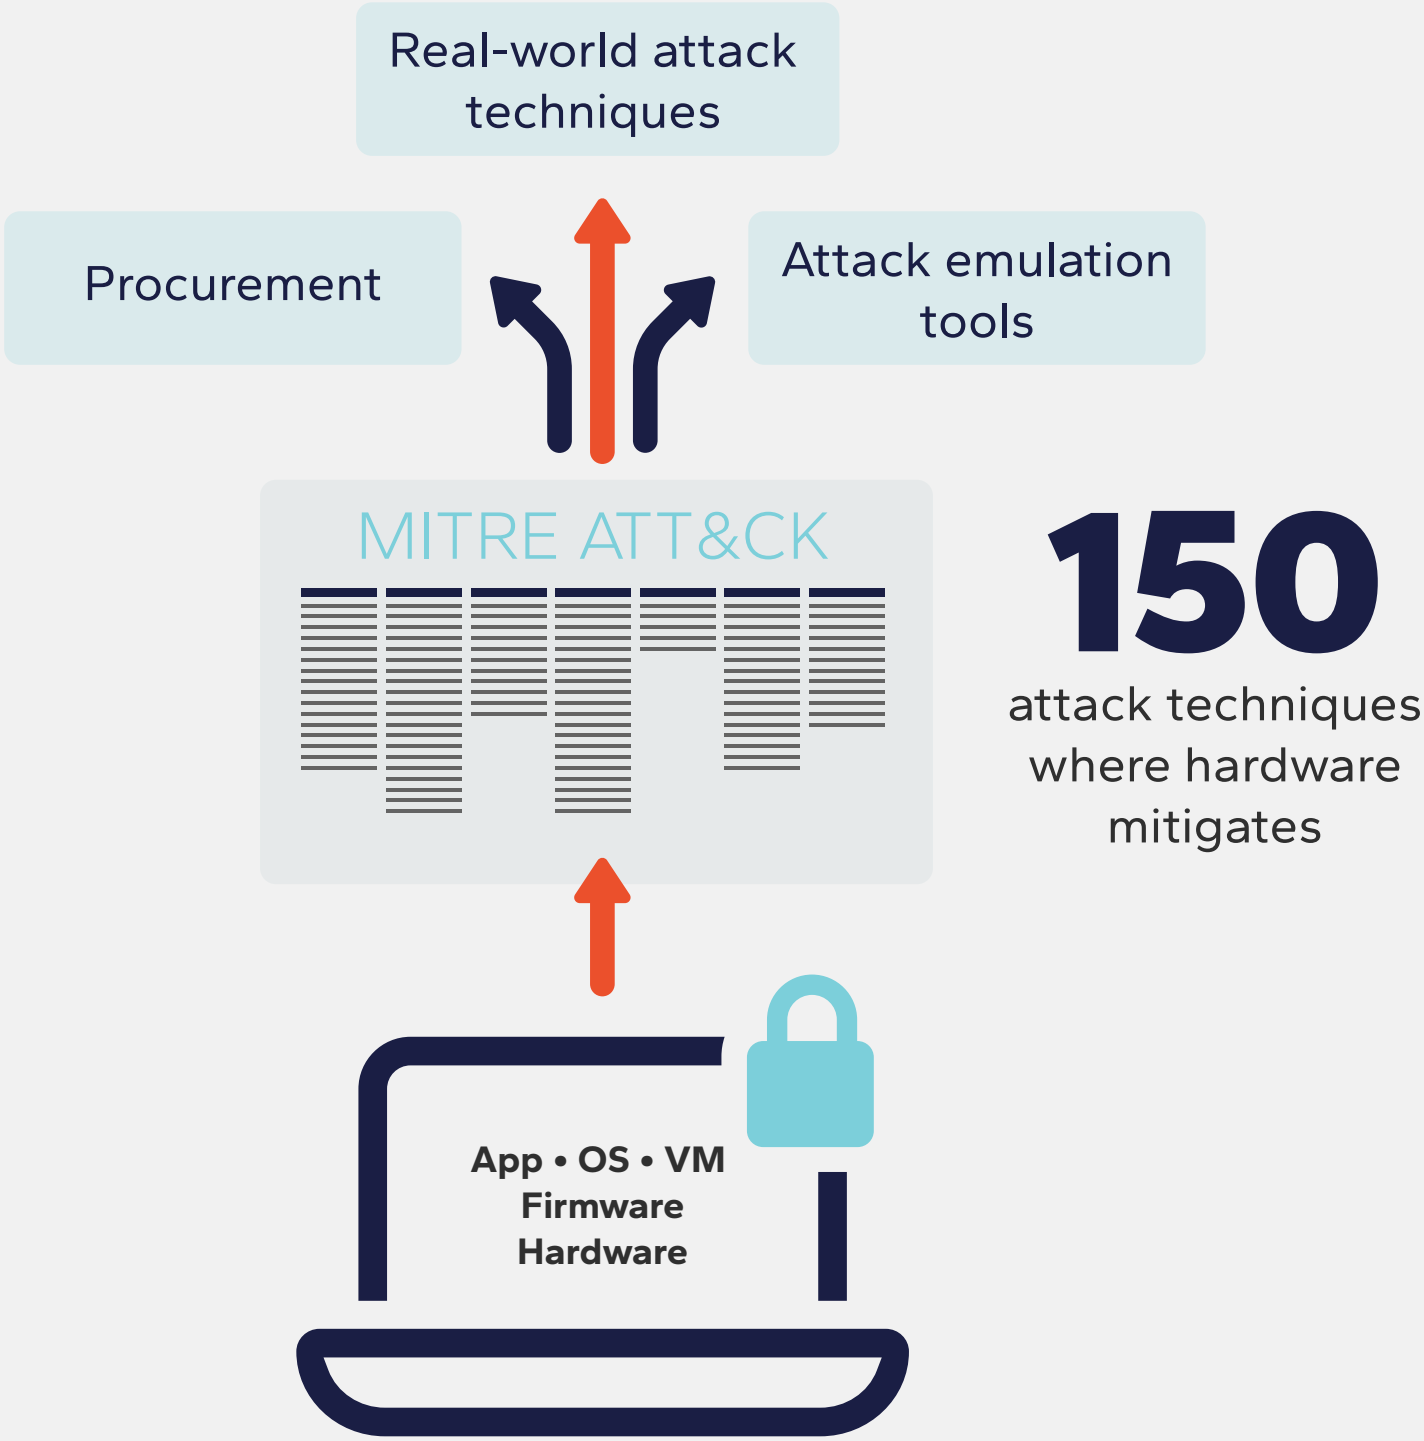 Real-world attack
techniques
Procurement
Attack emulation
tools
MITRE ATT&CK
150
attack techniques
where hardware
mitigates
App • OS • VM
Firmware
Hardware